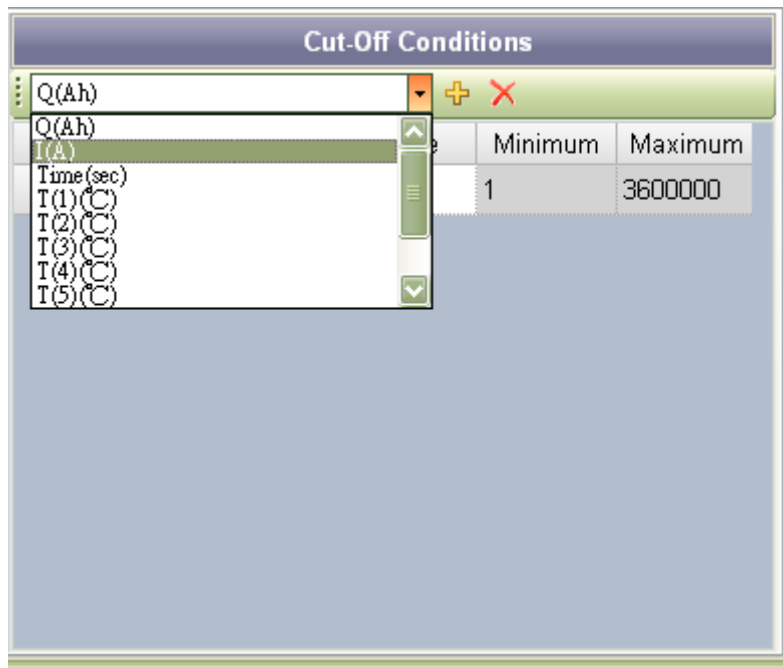 Cut-Off Conditions
Q(Ah)
Q(Ah)
I(A)
Time(sec)
T(1)(℃)
T(2)(℃)
T(3)(℃)
T(4)(℃)
T(5)(℃)
Minimum Maximum
1 3600000